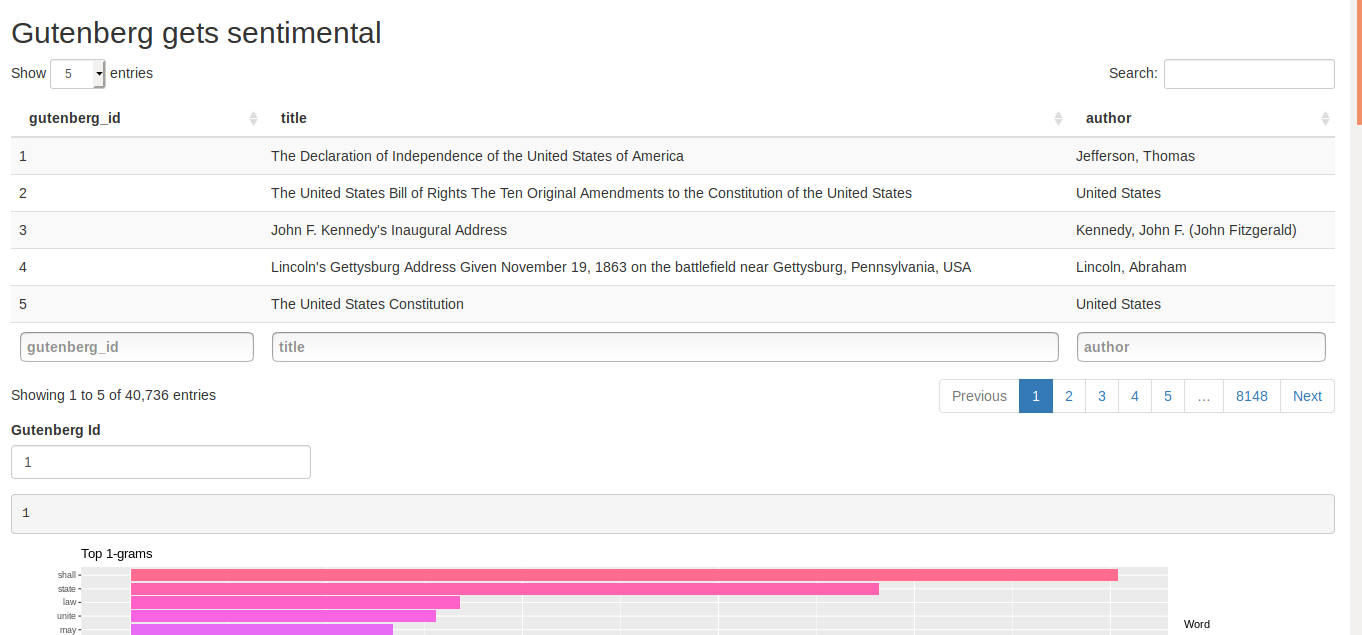 Gutenberg gets sentimental
Show 5 entries Search:
gutenberg_id title author
1 The Declaration of Independence of the United States of America Jefferson, Thomas
2 The United States Bill of Rights The Ten Original Amendments to the Constitution of the United States United States
3 John F. Kennedy's Inaugural Address Kennedy, John F. (John Fitzgerald)
4 Lincoln's Gettysburg Address Given November 19, 1863 on the battlefield near Gettysburg, Pennsylvania, USA Lincoln, Abraham
5 The United States Constitution United States
gutenberg_id title author
Showing 1 to 5 of 40,736 entries Previous 1 2 3 4 5 … 8148 Next
Gutenberg Id
1
1
Top 1-grams
shall
state
law
unite
may
Word